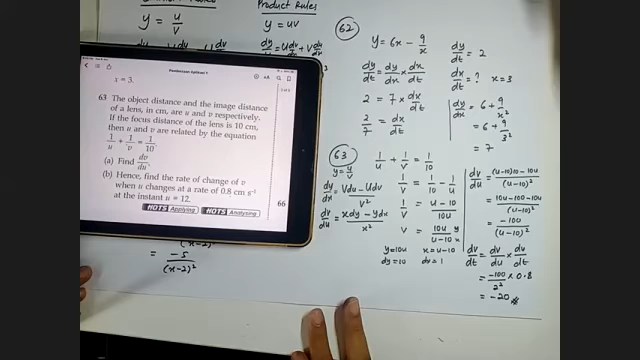 Product Rules
y = u/v
y = uv
dy/dx = u dv/dx + v du/dx
x = 3.
63 The object distance and the image distance
of a lens, in cm, are u and v respectively.
If the focus distance of the lens is 10 cm,
then u and v are related by the equation
1/u + 1/v = 1/10.
(a) Find dv/du.
(b) Hence, find the rate of change of v
when u changes at a rate of 0.8 cm s⁻¹
at the instant u = 12.
HOTS Applying HOTS Analysing
66
(x-2)²
= -5/(x-2)²
62
y = 6x - 9/x
dy/dt = dy/dx × dx/dt
2 = 7 × dx/dt
2/7 = dx/dt
dy/dt = 2
dx/dt = ? x = 3
dy/dx = 6 + 9/x²
= 6 + 9/3²
= 7
63
y = u/v
dy/dx = Vdu - Udv / V²
dv/du = xdy - ydx / x²
1/u + 1/v = 1/10
1/v = 1/10 - 1/u
1/v = u-10 / 10u
v = 10u / u-10 y x
y = 10u x = u-10
dy = 10 dx = 1
dv/du = (u-10)10 - 10u / (u-10)²
= 10u - 100 - 10u / (u-10)²
= -100 / (u-10)²
dv/dt = dv/du × du/dt
= -100/2² × 0.8
= -20